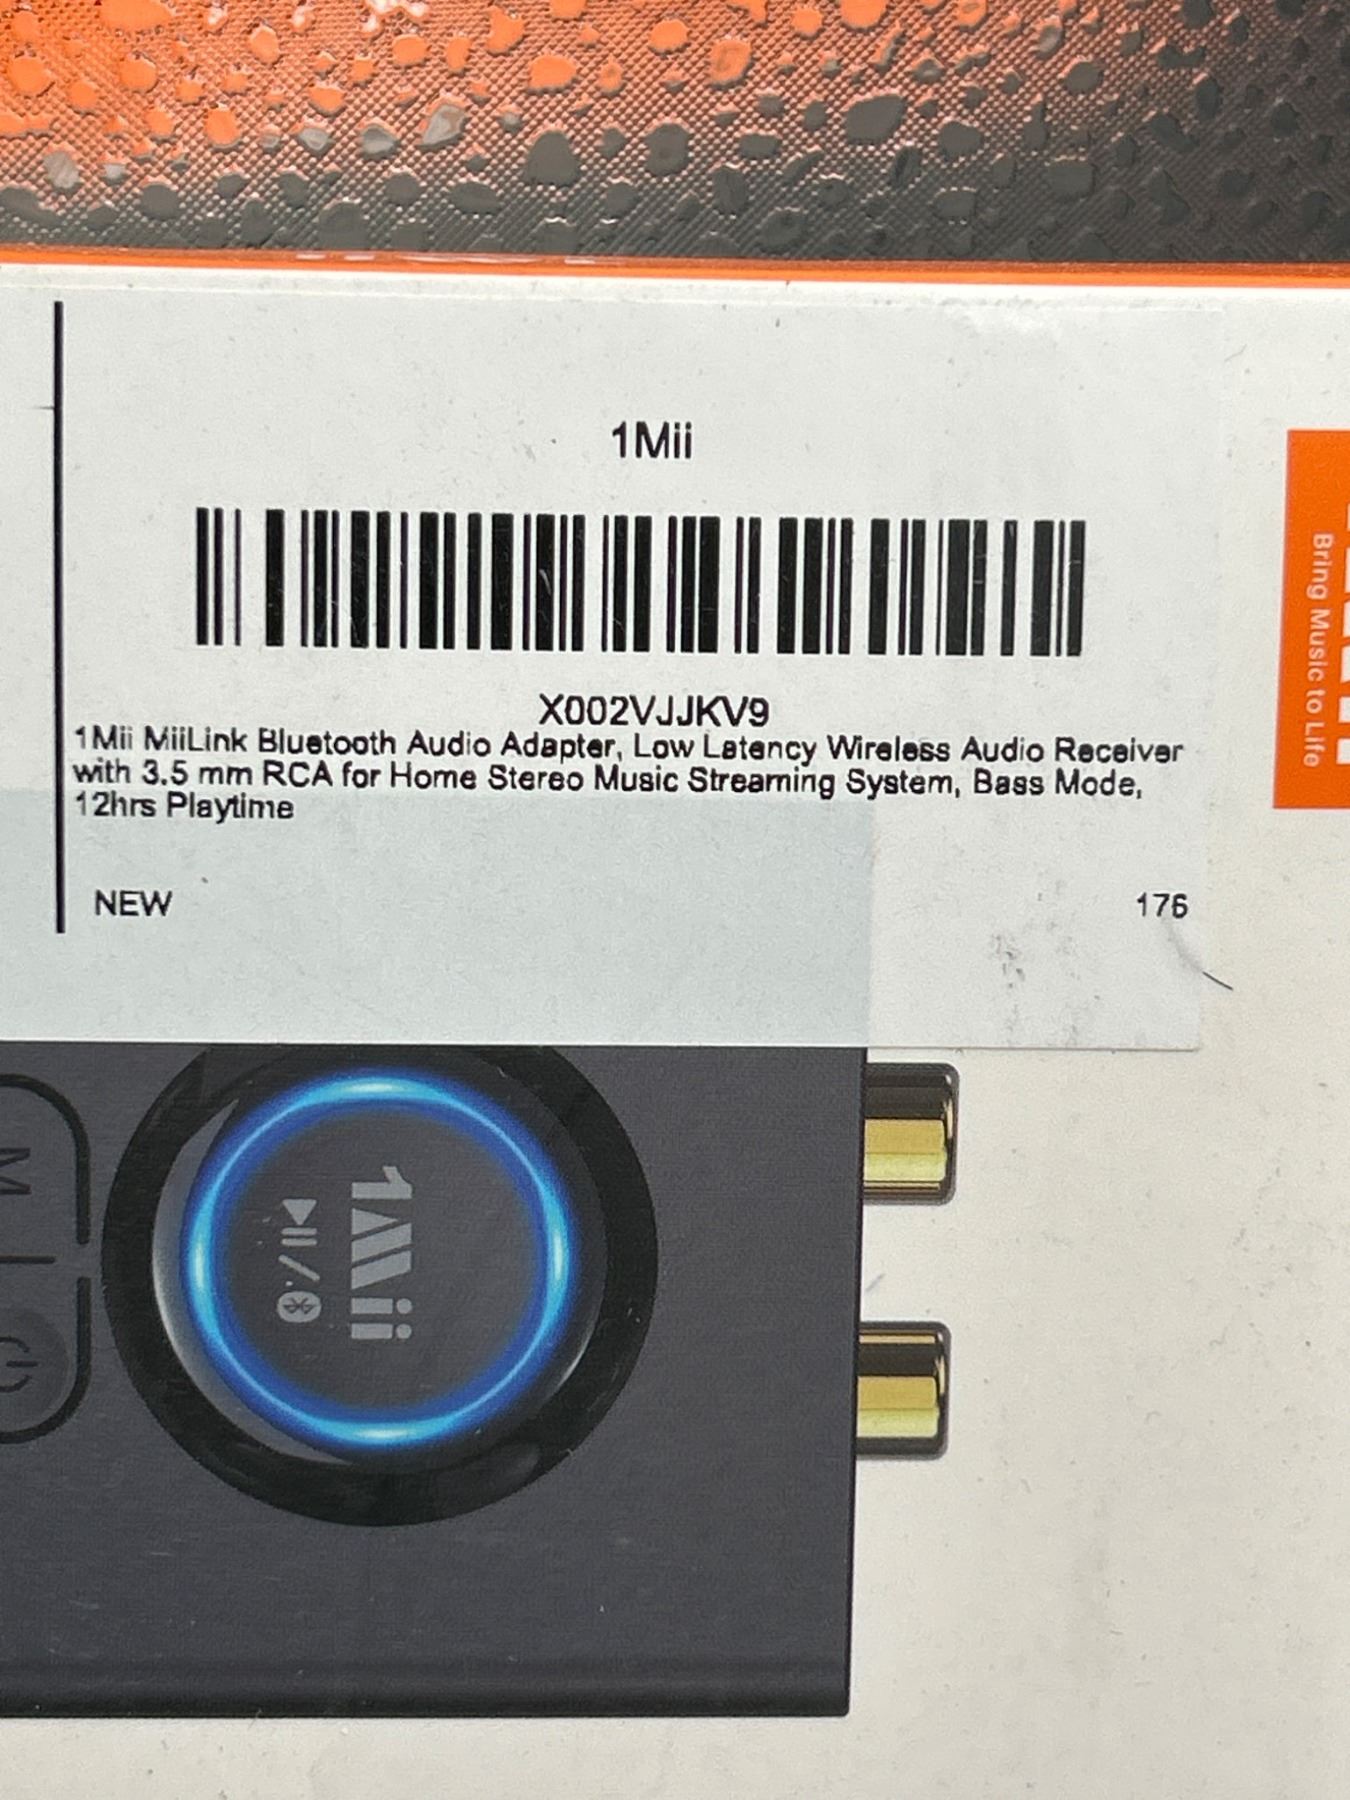 1Mii
X002VJJKV9
1Mii MiiLink Bluetooth Audio Adapter, Low Latency Wireless Audio Receiver
with 3.5 mm RCA for Home Stereo Music Streaming System, Bass Mode,
12hrs Playtime
NEW
176
Bring Music to Life
1Mii
M